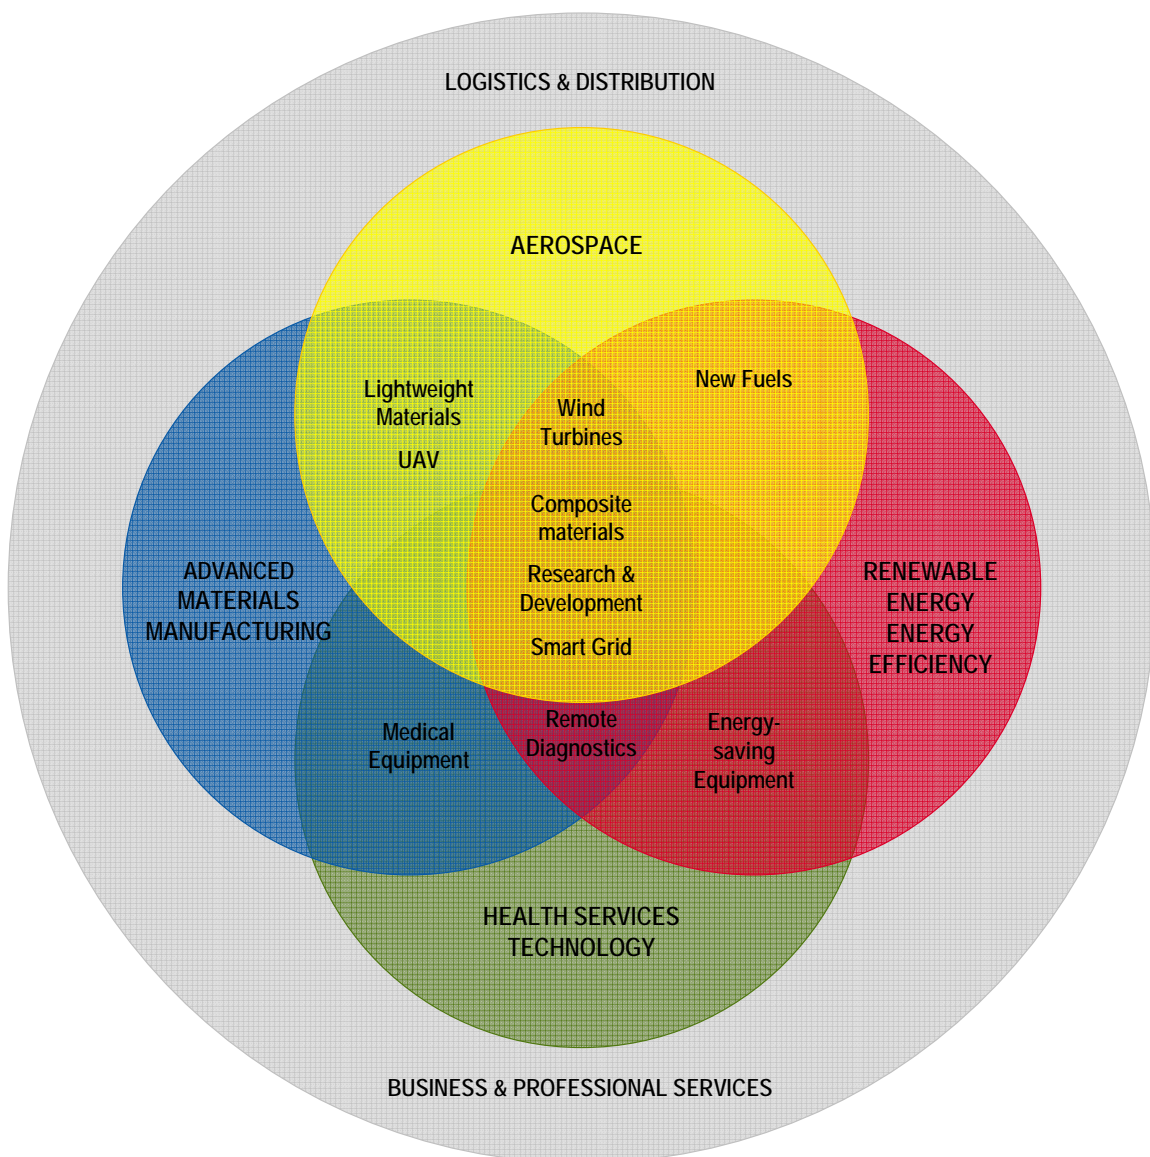 LOGISTICS & DISTRIBUTION
AEROSPACE
New Fuels
Lightweight
Materials
UAV
Wind
Turbines
Composite
materials
Research &
Development
Smart Grid
ADVANCED
MATERIALS
MANUFACTURING
RENEWABLE
ENERGY
ENERGY
EFFICIENCY
Medical
Equipment
Remote
Diagnostics
Energy-
saving
Equipment
HEALTH SERVICES
TECHNOLOGY
BUSINESS & PROFESSIONAL SERVICES